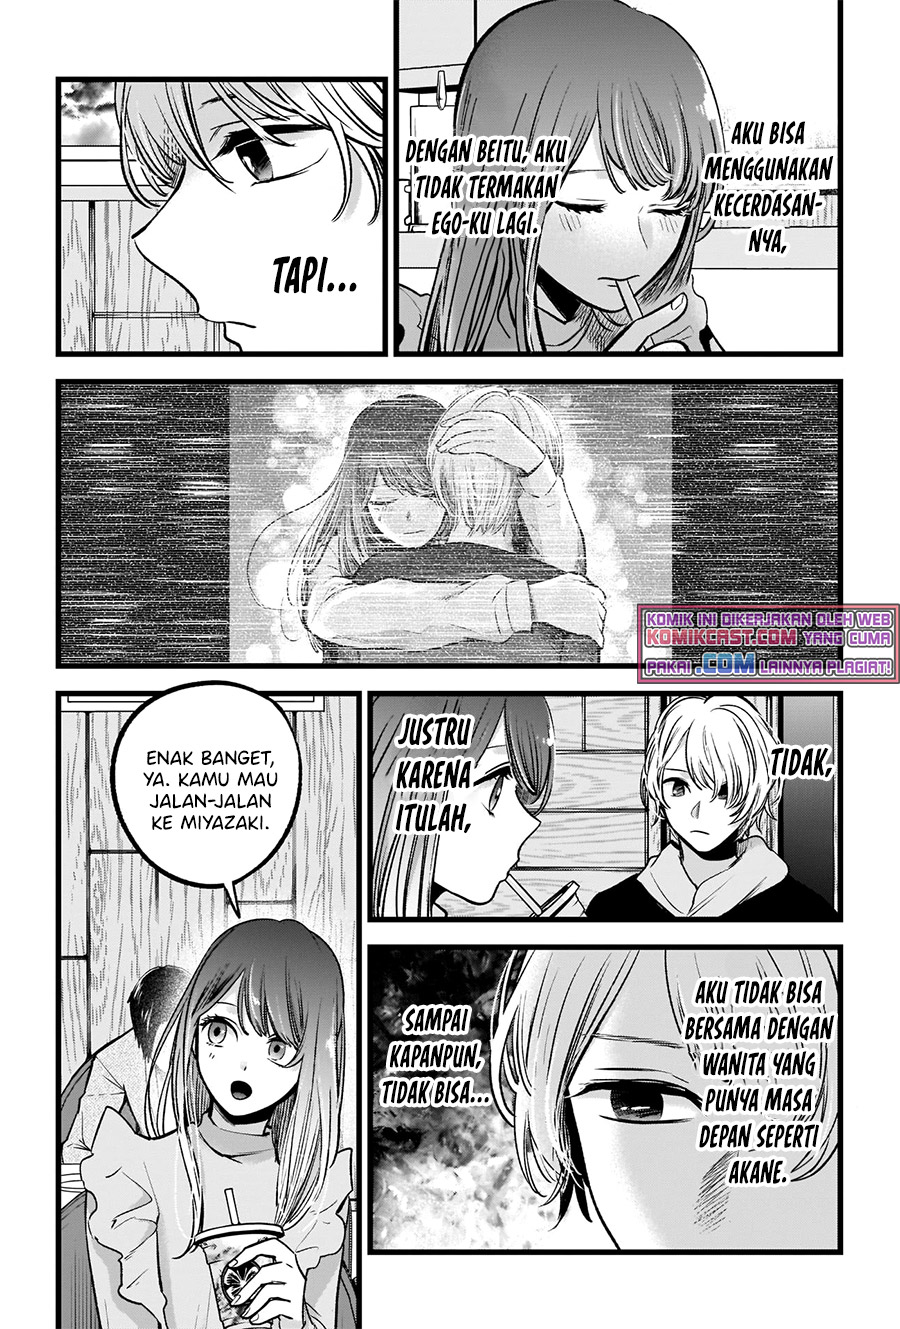 AKU BISA
MENGGUNAKAN
KECERDASAN-
NYA,
DENGAN BEITU, AKU
TIDAK TERMAKAN
EGO-KU LAGI.
TAPI...
KOMIK INI DIKERJAKAN OLEH WEB
KOMIKCAST.COM YANG CUMA
PAKAI .COM LAINNYA PLAGIAT!
TIDAK,
JUSTRU
KARENA
ITULAH,
AKU TIDAK BISA
BERSAMA DENGAN
WANITA YANG
PUNYA MASA
DEPAN SEPERTI
AKANE.
SAMPAI
KAPANPUN,
TIDAK BISA...
ENAK BANGET,
YA. KAMU MAU
JALAN-JALAN
KE MIYAZAKI.